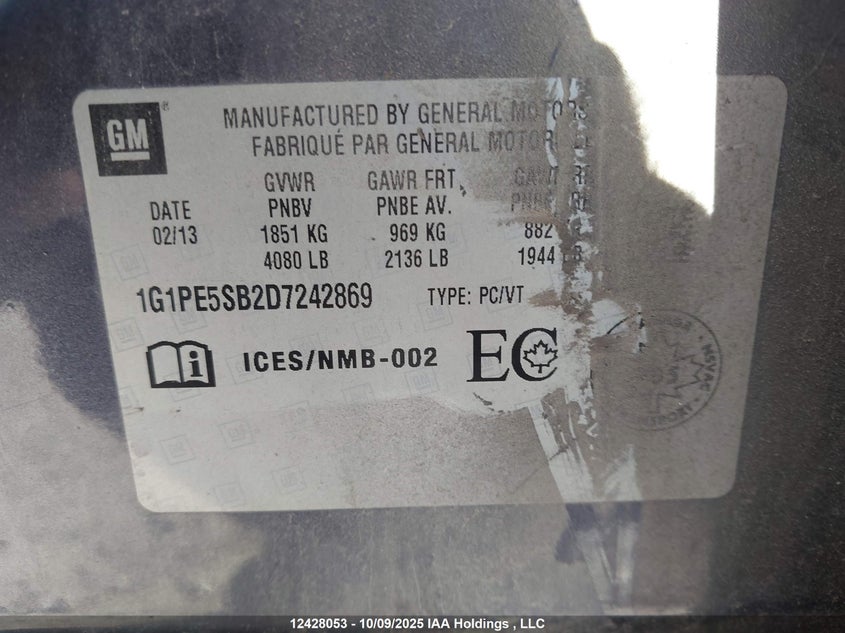 GM
MANUFACTURED BY GENERAL MOTORS
FABRIQUÉ PAR GENERAL MOTOR
GVWR GAWR FRT.
DATE PNBV PNBE AV.
02/13 1851 KG 969 KG 882
4080 LB 2136 LB 1944
1G1PE5SB2D7242869 TYPE: PC/VT
i ICES/NMB-002 EC
12428053 - 10/09/2025 IAA Holdings , LLC